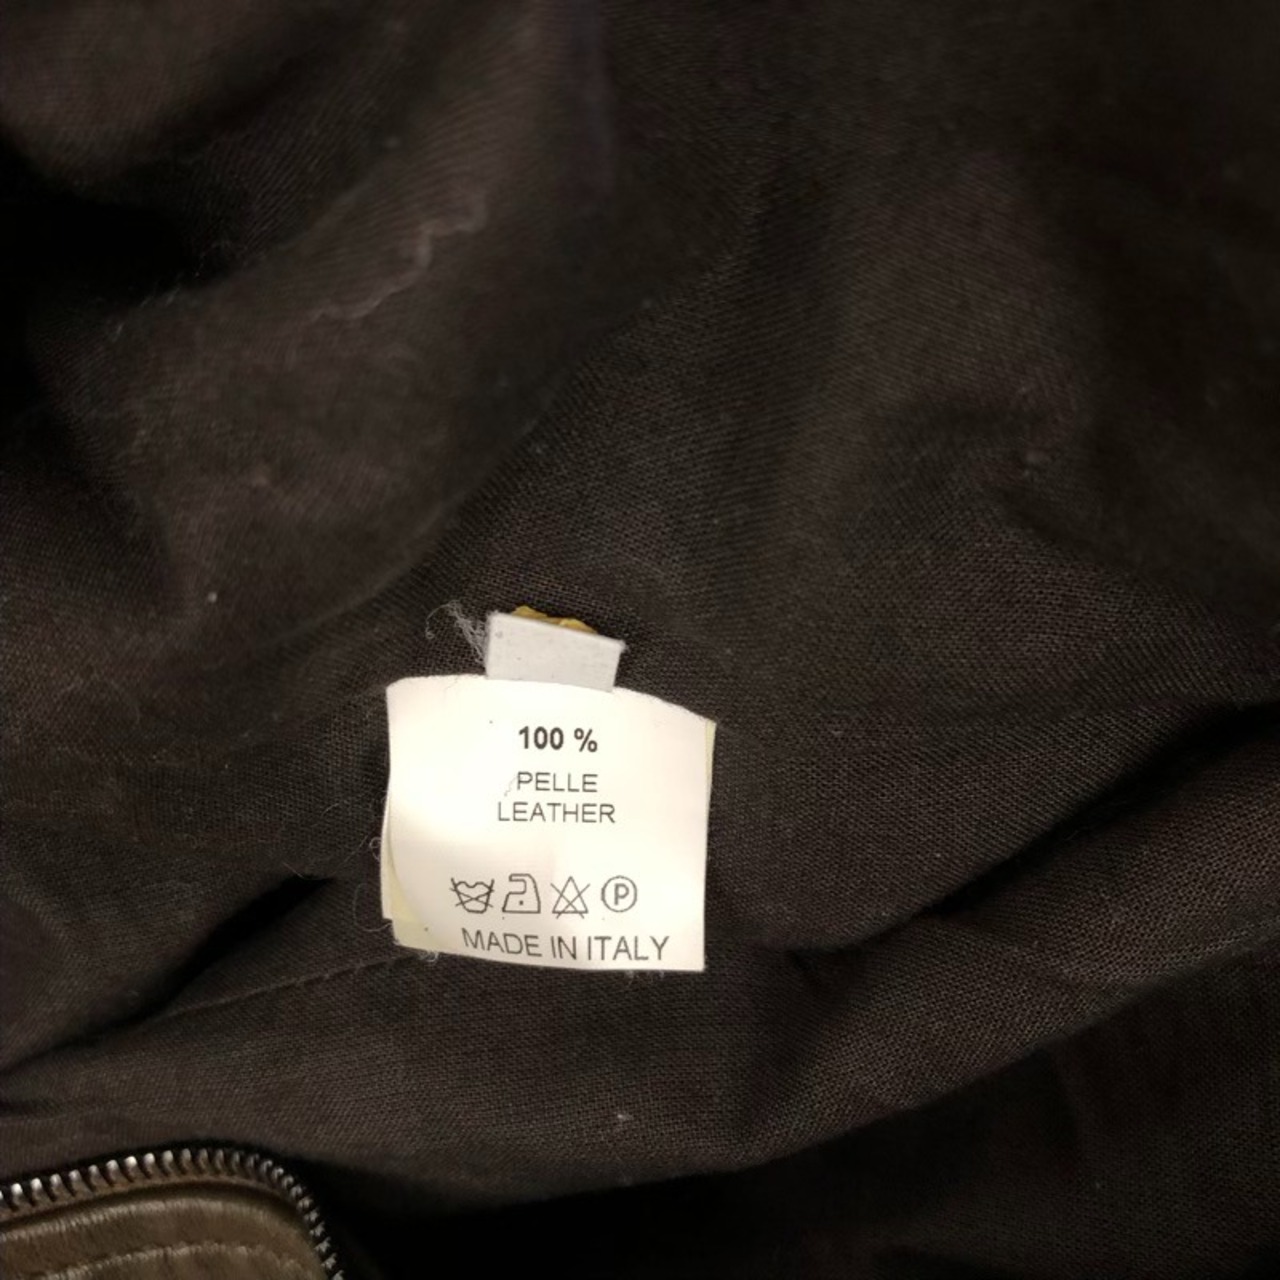 100 %
PELLE
LEATHER
P
MADE IN ITALY